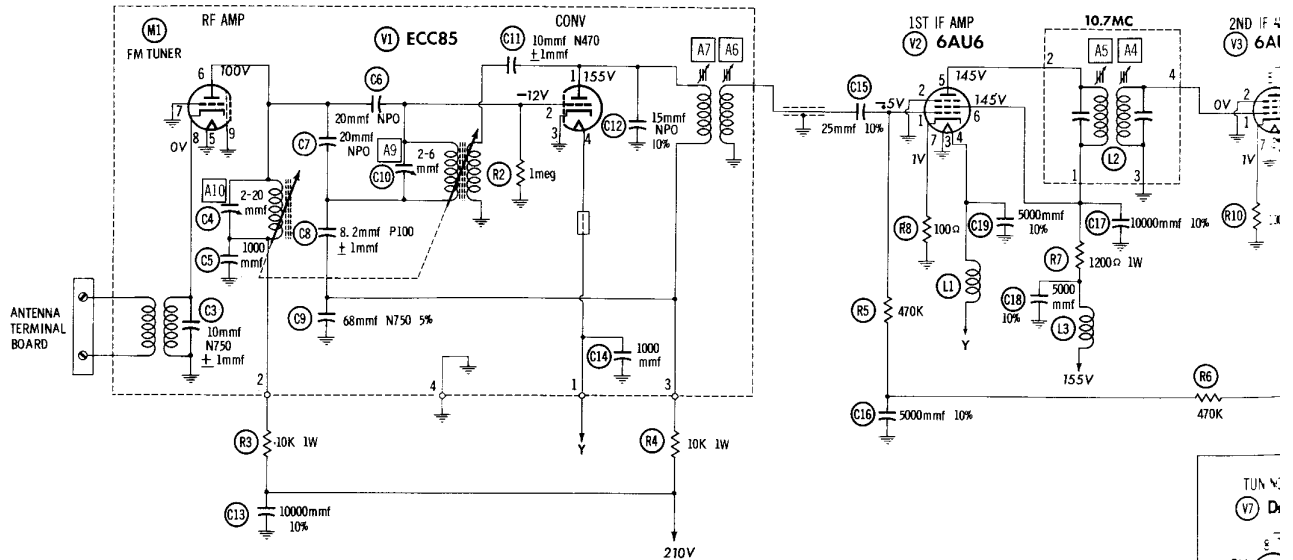 RF AMP
CONV
M1
FM TUNER
V1 ECC85
C11 10mmf N470
±1mmf
A7 A6
1ST IF AMP
V2 6AU6
10.7MC
A5 A4
2ND IF
V3
6
100V
C6
20mmf NPO
1
155V
-12V
2
3
4
C12
15mmf
NPO
10%
C15
25mmf 10%
-.5V
2
1
5
145V
145V
6
7
3
4
2
4
L2
1
3
0V
2
1
7
1V
7
8
5
9
0V
20mmf
NPO
C7
A9
C10
2-6
mmf
R2
1meg
1V
A10
C4
2-20
mmf
C8
8.2mmf P100
±1mmf
C5
1000
mmf
R8
100Ω
C19
5000mmf
10%
C17
10000mmf 10%
R10
R7
1200Ω 1W
L1
C18
5000
mmf
10%
L3
ANTENNA
TERMINAL
BOARD
C3
10mmf
N750
±1mmf
C9
68mmf N750 5%
C14
1000
mmf
R5
470K
Y
155V
2
4
1
3
R6
470K
C16
5000mmf 10%
R3
10K 1W
Y
R4
10K 1W
C13
10000mmf
10%
210V
V7